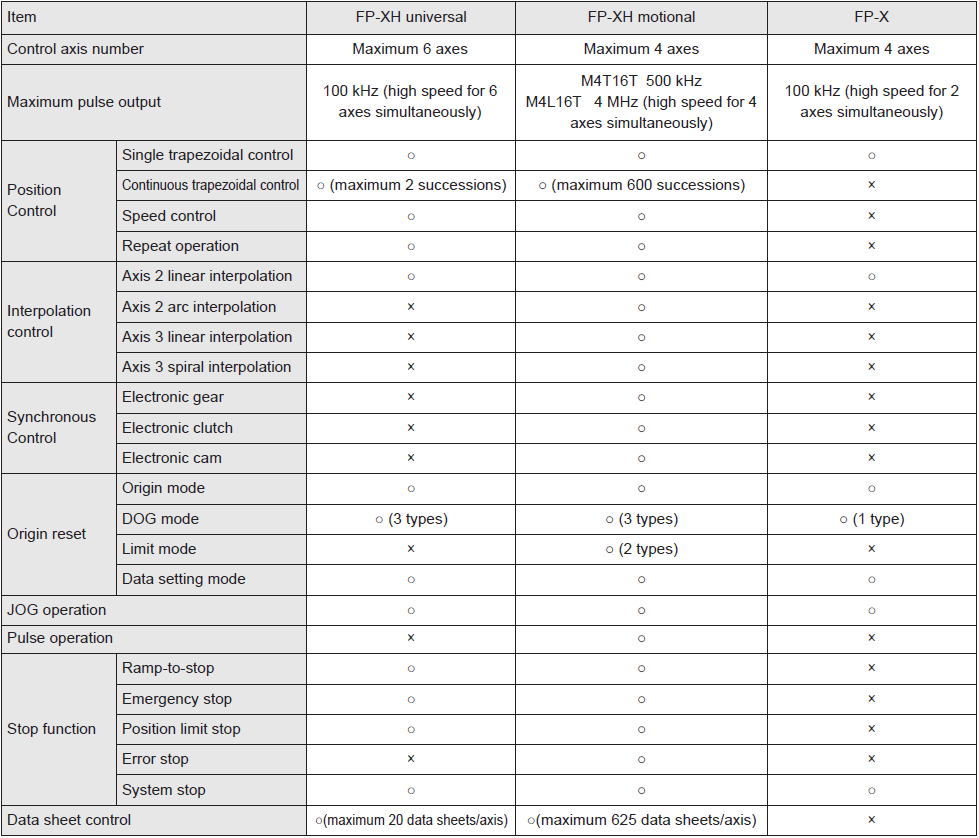 Item FP-XH universal FP-XH motional FP-X
Control axis number Maximum 6 axes Maximum 4 axes Maximum 4 axes
Maximum pulse output
100 kHz (high speed for 6
axes simultaneously)
M4T16T 500 kHz
M4L16T 4 MHz (high speed for 4
axes simultaneously)
100 kHz (high speed for 2
axes simultaneously)
Position
Control
Single trapezoidal control ○ ○ ○
Continuous trapezoidal control ○ (maximum 2 successions) ○ (maximum 600 successions) ×
Speed control ○ ○ ×
Repeat operation ○ ○ ×
Interpolation
control
Axis 2 linear interpolation ○ ○ ○
Axis 2 arc interpolation × ○ ×
Axis 3 linear interpolation × ○ ×
Axis 3 spiral interpolation × ○ ×
Synchronous
Control
Electronic gear × ○ ×
Electronic clutch × ○ ×
Electronic cam × ○ ×
Origin reset
Origin mode ○ ○ ○
DOG mode ○ (3 types) ○ (3 types) ○ (1 type)
Limit mode × ○ (2 types) ×
Data setting mode ○ ○ ○
JOG operation ○ ○ ○
Pulse operation × ○ ×
Stop function
Ramp-to-stop ○ ○ ×
Emergency stop ○ ○ ×
Position limit stop ○ ○ ×
Error stop × ○ ×
System stop ○ ○ ○
Data sheet control ○(maximum 20 data sheets/axis) ○(maximum 625 data sheets/axis) ×